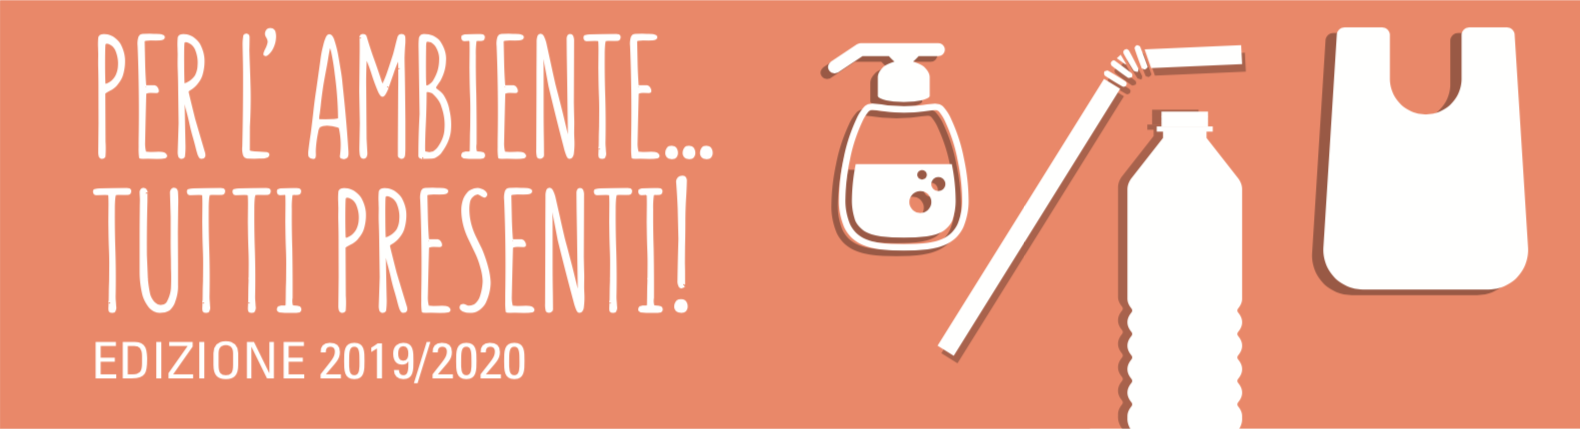 PER L' AMBIENTE...
TUTTI PRESENTI!
EDIZIONE 2019/2020